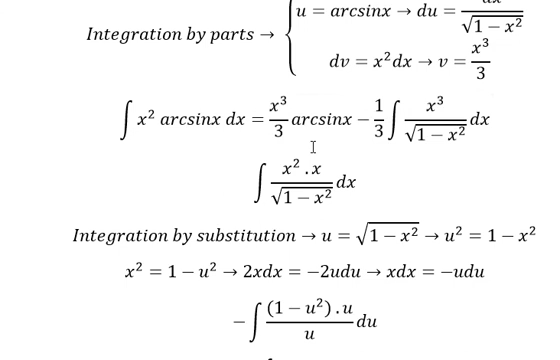 u = arcsinx → du = dx/√(1 − x²)
Integration by parts →
dv = x²dx → v = x³/3
∫ x² arcsinx dx = x³/3 arcsinx − 1/3 ∫ x³/√(1 − x²) dx
∫ x² . x/√(1 − x²) dx
Integration by substitution → u = √(1 − x²) → u² = 1 − x²
x² = 1 − u² → 2xdx = −2udu → xdx = −udu
− ∫ (1 − u²) . u/u du